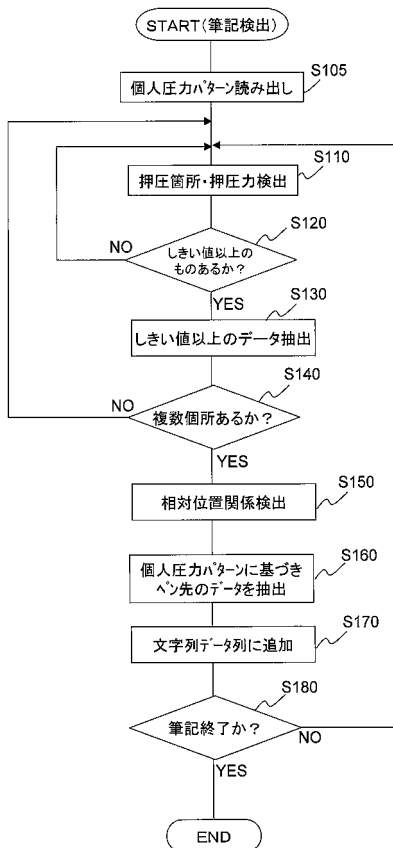 START(筆記検出)
S105
個人圧力パターン読み出し
S110
押圧箇所・押圧力検出
S120
NO
しきい値以上の
ものあるか？
YES
S130
しきい値以上のデータ抽出
S140
NO
複数個所あるか？
YES
S150
相対位置関係検出
S160
個人圧力パターンに基づき
ペン先のデータを抽出
S170
文字列データ列に追加
S180
筆記終了か？
NO
YES
END